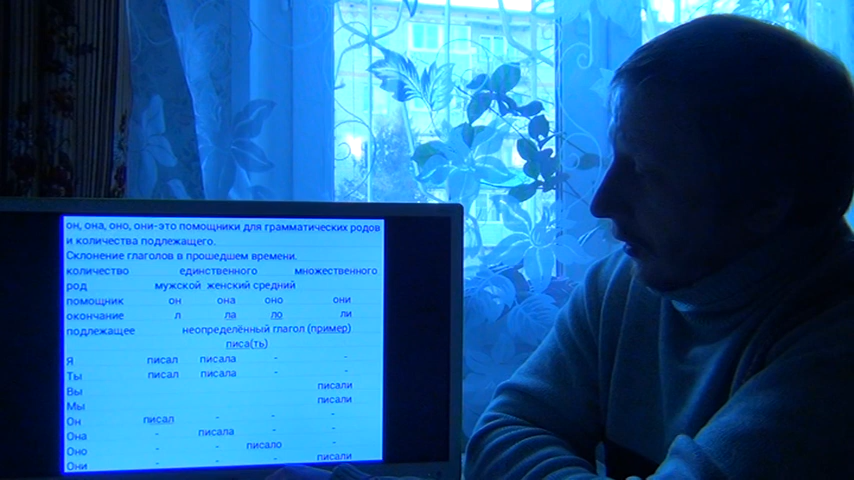 он, она, оно, они-это помощники для грамматических родов
и количества подлежащего.
Склонение глаголов в прошедшем времени.
количество единственного множественного
род мужской женский средний
помощник он она оно они
окончание л ла ло ли
подлежащее неопределённый глагол (пример)
писа(ть)
Я писал писала - -
Ты писал писала - -
Вы писали
Мы писали
Он писал - -
Она - писала - -
Оно - - писало -
Они - - - писали